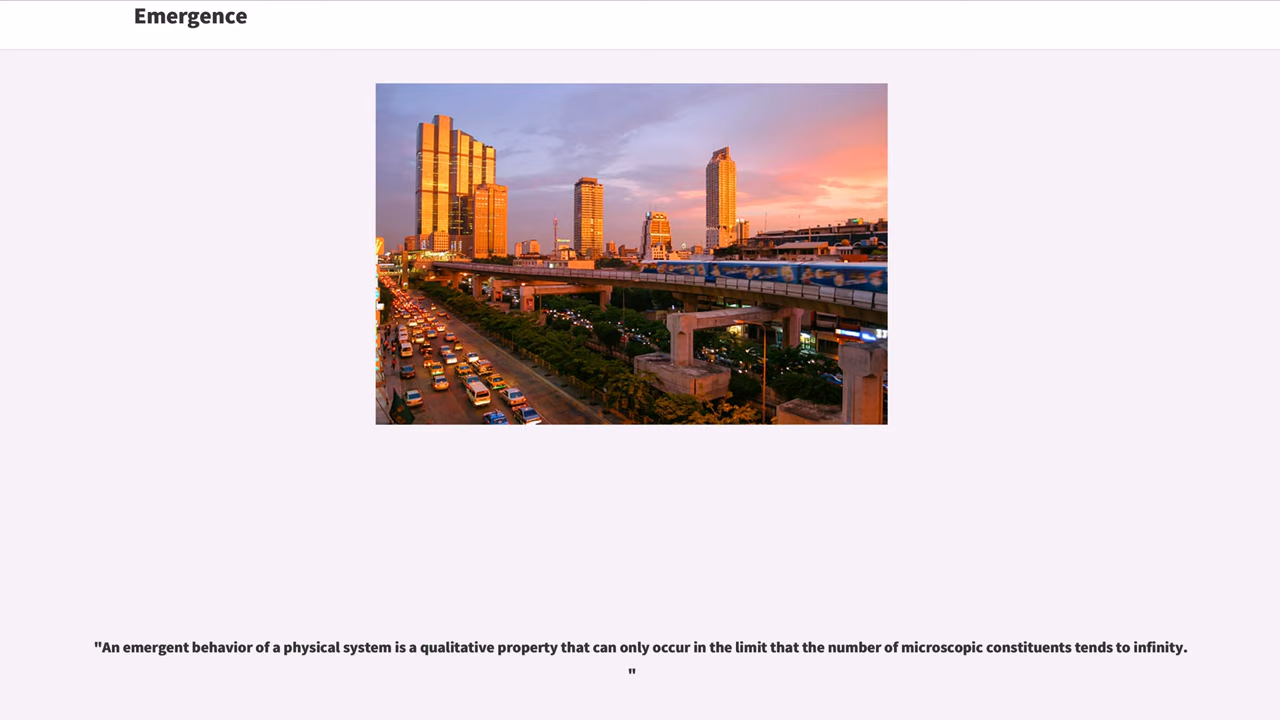 Emergence
"An emergent behavior of a physical system is a qualitative property that can only occur in the limit that the number of microscopic constituents tends to infinity.
"